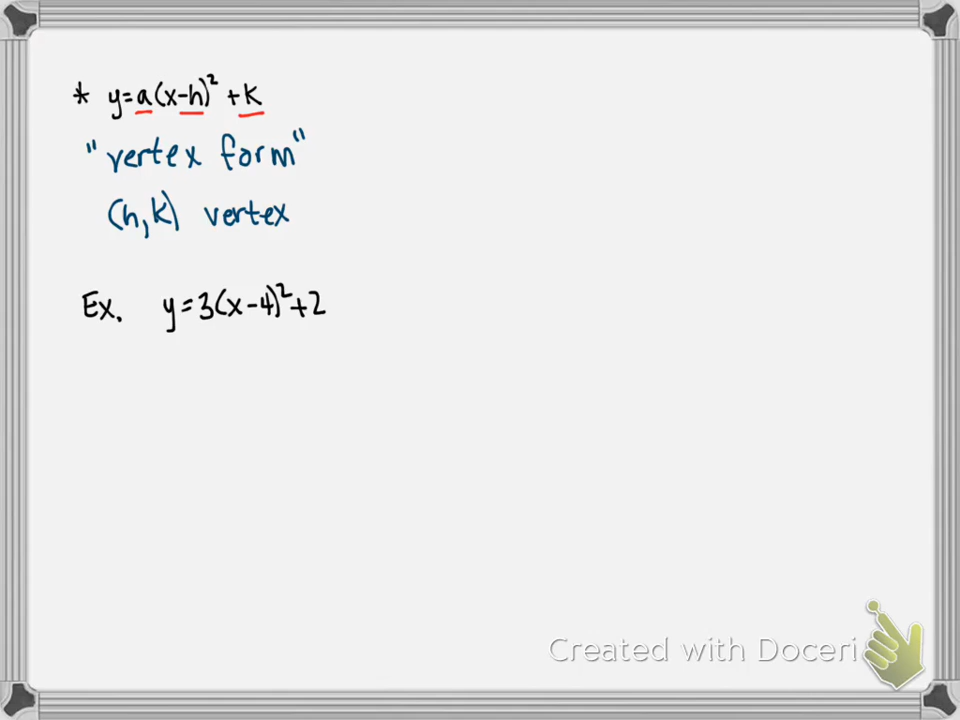 * y=a(x-h)² +k
"vertex form"
(h,k) vertex
Ex. y=3(x-4)²+2
Created with Doceri